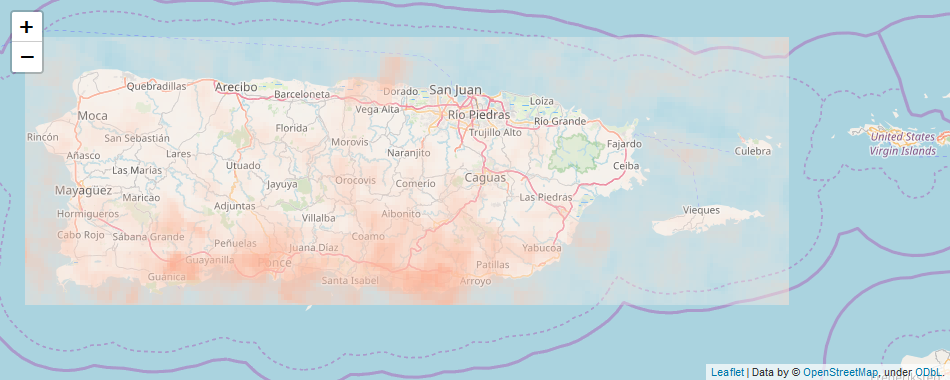 +
−
Quebradillas
Arecibo
Barceloneta
Dorado
San Juan
Vega Alta
Loíza
Río Piedras
Río Grande
Moca
Florida
Trujillo Alto
Rincón
San Sebastián
Morovis
Fajardo
Añasco
Lares
Naranjito
Culebra
United States
Virgin Islands
Las Marías
Utuado
Ceiba
Mayagüez
Jayuya
Orocovis
Comerío
Caguas
Maricao
Las Piedras
Adjuntas
Hormigueros
Villalba
Albonito
Vieques
Cabo Rojo
Sábana Grande
Peñuelas
Juana Díaz
Coamo
Yabucoa
Guayanilla
Ponce
Patillas
Guánica
Santa Isabel
Arroyo
Leaflet | Data by © OpenStreetMap, under ODbL.